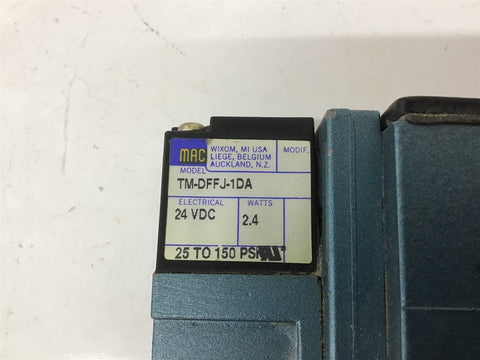 MAC
WIXOM, MI USA
LIEGE, BELGIUM
AUCKLAND, N.Z.
MODIF.
MODEL
TM-DFFJ-1DA
ELECTRICAL
WATTS
24 VDC
2.4
25 TO 150 PSI